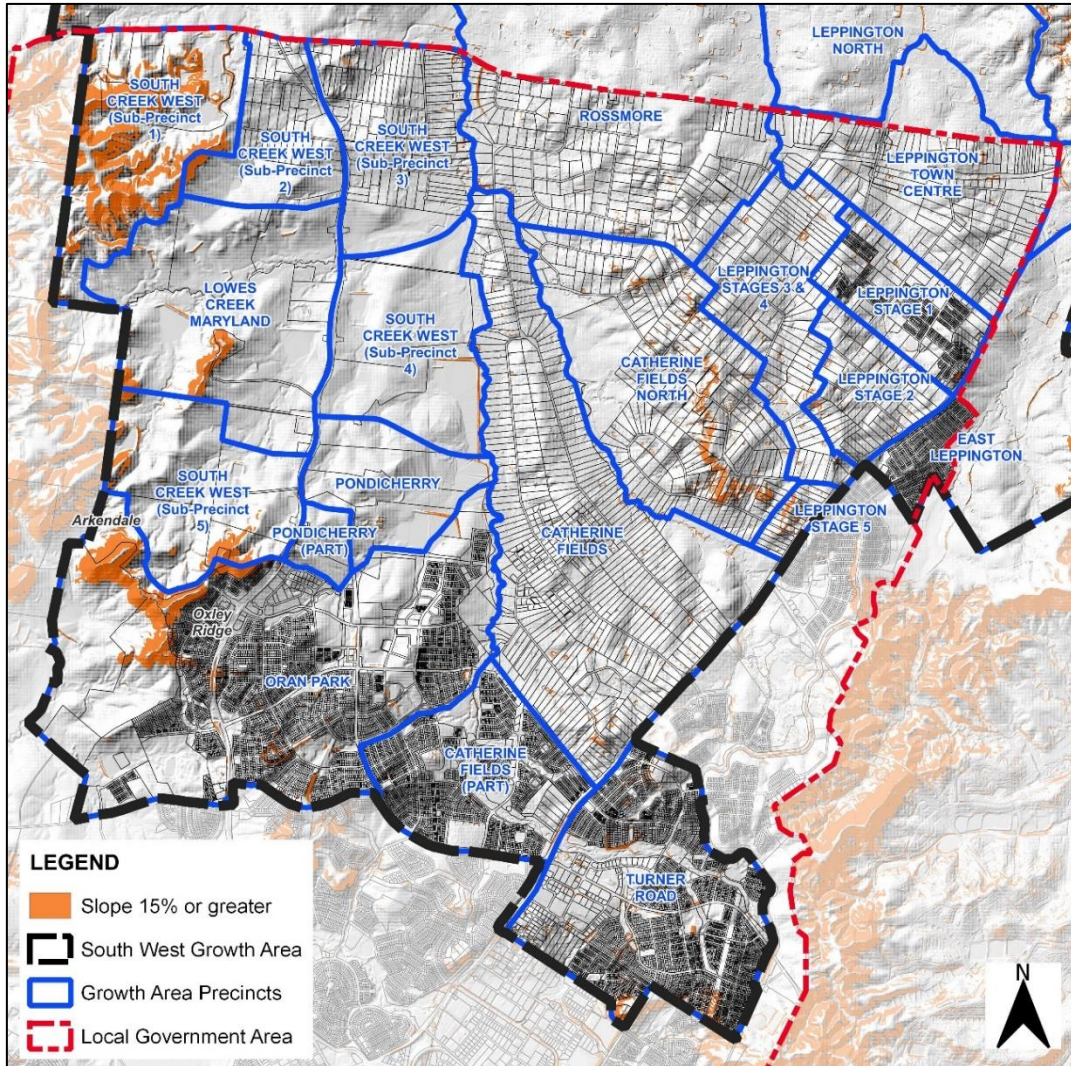 LEPPINGTON
NORTH
SOUTH
CREEK WEST
(Sub-Precinct
1)
SOUTH
CREEK WEST
(Sub-Precinct
2)
SOUTH
CREEK WEST
(Sub-Precinct
3)
ROSSMORE
LEPPINGTON
TOWN
CENTRE
LOWES
CREEK
MARYLAND
SOUTH
CREEK WEST
(Sub-Precinct
4)
LEPPINGTON
STAGES 3 &
4
LEPPINGTON
STAGE 1
CATHERINE
FIELDS
NORTH
LEPPINGTON
STAGE 2
EAST
LEPPINGTON
SOUTH
CREEK WEST
(Sub-Precinct
5)
PONDICHERRY
LEPPINGTON
STAGE 5
Arkendale
PONDICHERRY
(PART)
CATHERINE
FIELDS
Oxley
Ridge
ORAN PARK
CATHERINE
FIELDS
(PART)
TURNER
ROAD
LEGEND
Slope 15% or greater
South West Growth Area
Growth Area Precincts
Local Government Area
N